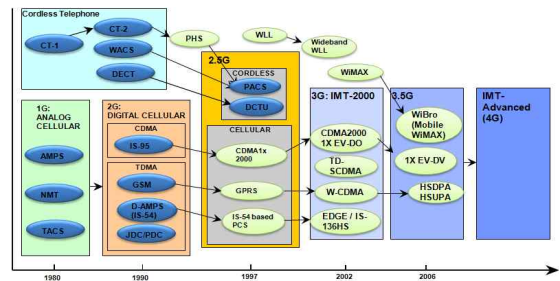 Cordless Telephone
CT-1
CT-2
WACS
DECT
PHS
WLL
Wideband
WLL
WiMAX
2.5G
CORDLESS
PACS
DCTU
1G:
ANALOG
CELLULAR
AMPS
NMT
TACS
2G:
DIGITAL CELLULAR
CDMA
IS-95
TDMA
GSM
D-AMPS
(IS-54)
JDC/PDC
CELLULAR
CDMA1x
2000
GPRS
IS-54 based
PCS
3G: IMT-2000
CDMA2000
1X EV-DO
TD-
SCDMA
W-CDMA
EDGE / IS-
136HS
3.5G
WiBro
(Mobile
WiMAX)
1X EV-DV
HSDPA
HSUPA
IMT-
Advanced
(4G)
1980
1990
1997
2002
2006